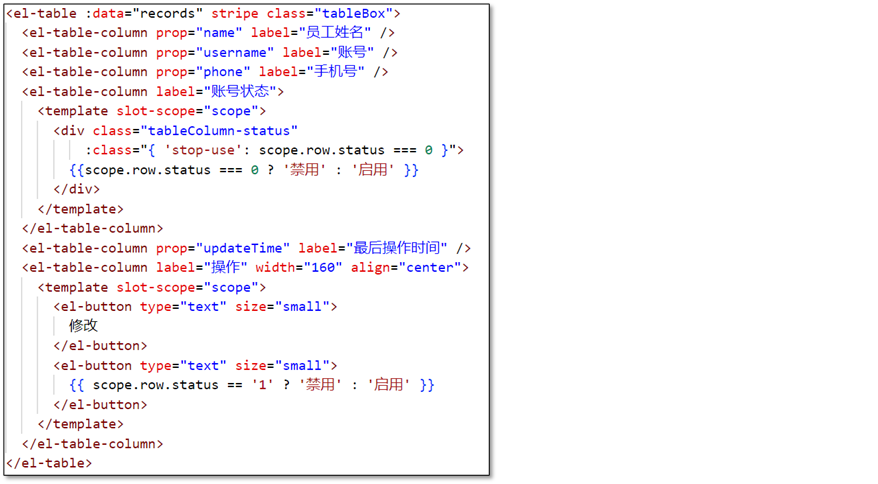 <el-table :data="records" stripe class="tableBox">
  <el-table-column prop="name" label="员工姓名" />
  <el-table-column prop="username" label="账号" />
  <el-table-column prop="phone" label="手机号" />
  <el-table-column label="账号状态">
    <template slot-scope="scope">
      <div class="tableColumn-status"
          :class="{ 'stop-use': scope.row.status === 0 }">
        {{scope.row.status === 0 ? '禁用' : '启用' }}
      </div>
    </template>
  </el-table-column>
  <el-table-column prop="updateTime" label="最后操作时间" />
  <el-table-column label="操作" width="160" align="center">
    <template slot-scope="scope">
      <el-button type="text" size="small">
        修改
      </el-button>
      <el-button type="text" size="small">
        {{ scope.row.status == '1' ? '禁用' : '启用' }}
      </el-button>
    </template>
  </el-table-column>
</el-table>